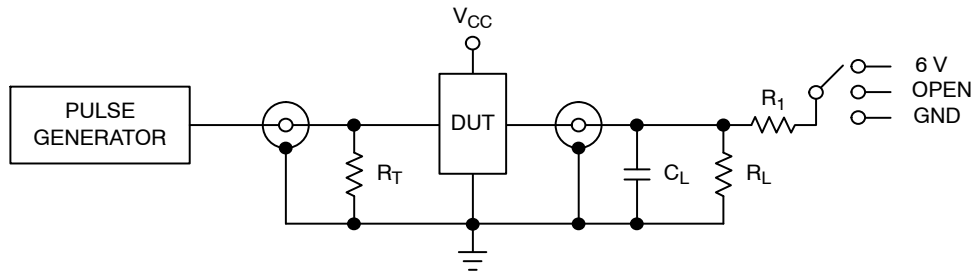 V_CC
6 V
OPEN
GND
PULSE
GENERATOR
DUT
R_1
R_T
C_L
R_L